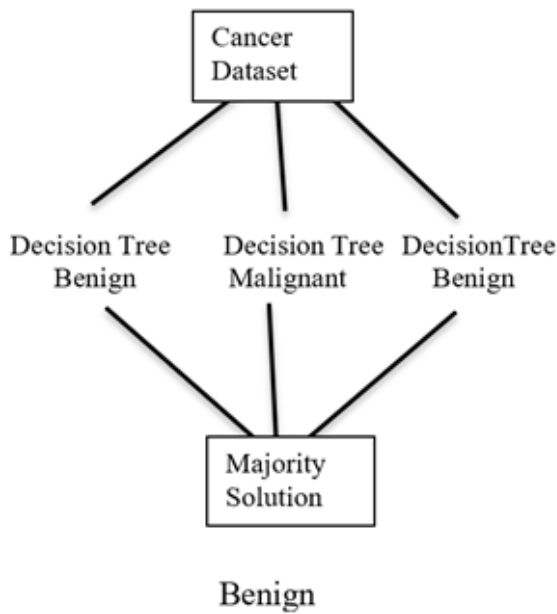 Cancer
Dataset
Decision Tree
Benign
Decision Tree
Malignant
DecisionTree
Benign
Majority
Solution
Benign